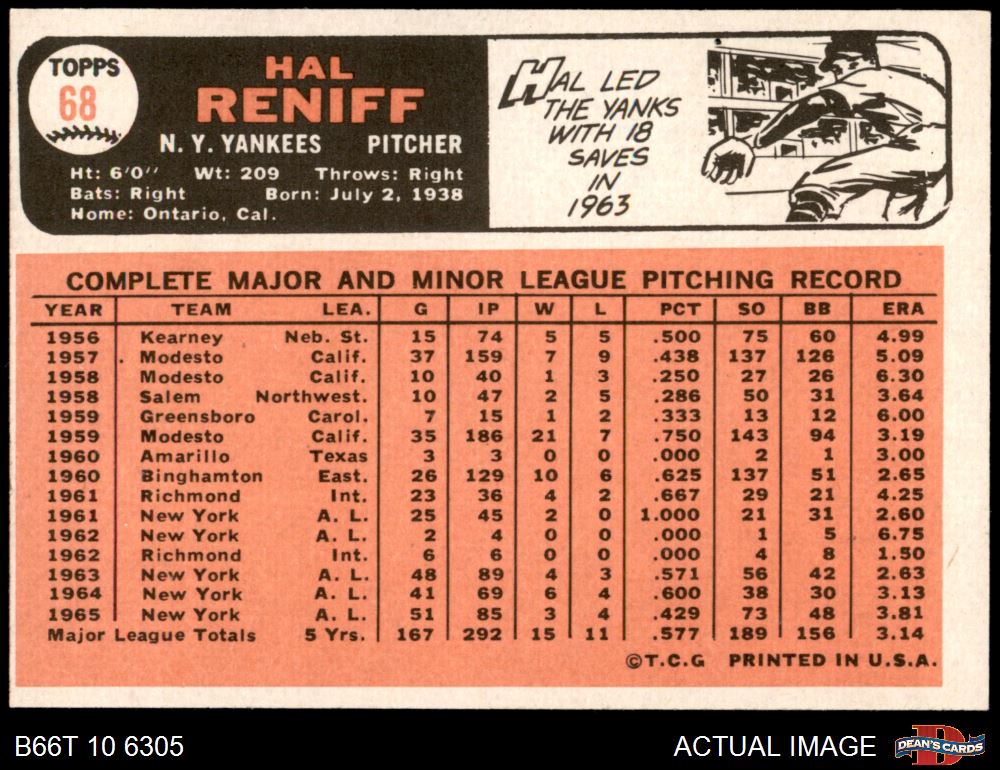 TOPPS
68
HAL
RENIFF
N. Y. YANKEES PITCHER
Ht: 6'0" Wt: 209 Throws: Right
Bats: Right Born: July 2, 1938
Home: Ontario, Cal.
HAL LED
THE YANKS
WITH 18
SAVES
IN
1963
COMPLETE MAJOR AND MINOR LEAGUE PITCHING RECORD
YEAR TEAM LEA. G IP W L PCT SO BB ERA
1956 Kearney Neb. St. 15 74 5 5 .500 75 60 4.99
1957 Modesto Calif. 37 159 7 9 .438 137 126 5.09
1958 Modesto Calif. 10 40 1 3 .250 27 26 6.30
1958 Salem Northwest. 10 47 2 5 .286 50 31 3.64
1959 Greensboro Carol. 7 15 1 2 .333 13 12 6.00
1959 Modesto Calif. 35 186 21 7 .750 143 94 3.19
1960 Amarillo Texas 3 3 0 0 .000 2 1 3.00
1960 Binghamton East. 26 129 10 6 .625 137 51 2.65
1961 Richmond Int. 23 36 4 2 .667 29 21 4.25
1961 New York A. L. 25 45 2 0 1.000 21 31 2.60
1962 New York A. L. 2 4 0 0 .000 1 5 6.75
1962 Richmond Int. 6 6 0 0 .000 4 8 1.50
1963 New York A. L. 48 89 4 3 .571 56 42 2.63
1964 New York A. L. 41 69 6 4 .600 38 30 3.13
1965 New York A. L. 51 85 3 4 .429 73 48 3.81
Major League Totals 5 Yrs. 167 292 15 11 .577 189 156 3.14
©T.C.G PRINTED IN U.S.A.
B66T 10 6305
ACTUAL IMAGE
DEAN'S CARDS